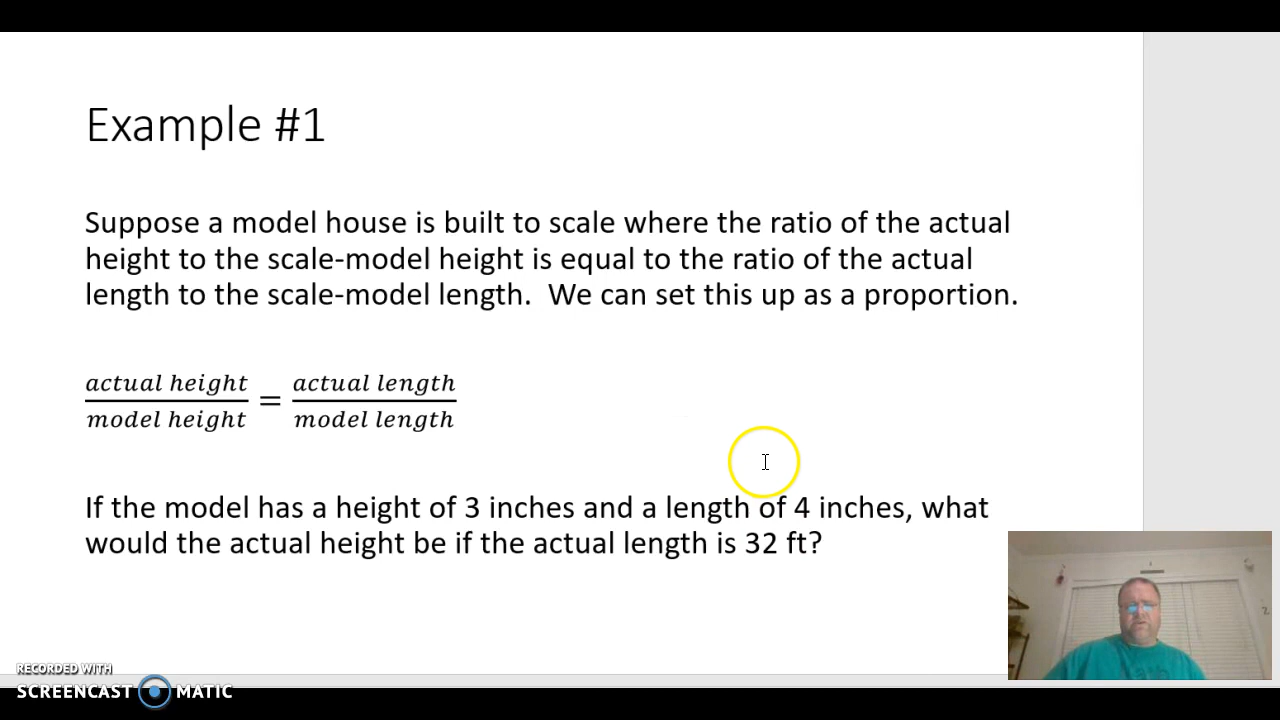 Example #1
Suppose a model house is built to scale where the ratio of the actual
height to the scale-model height is equal to the ratio of the actual
length to the scale-model length.  We can set this up as a proportion.
actual height / model height = actual length / model length
If the model has a height of 3 inches and a length of 4 inches, what
would the actual height be if the actual length is 32 ft?
RECORDED WITH
SCREENCAST MATIC